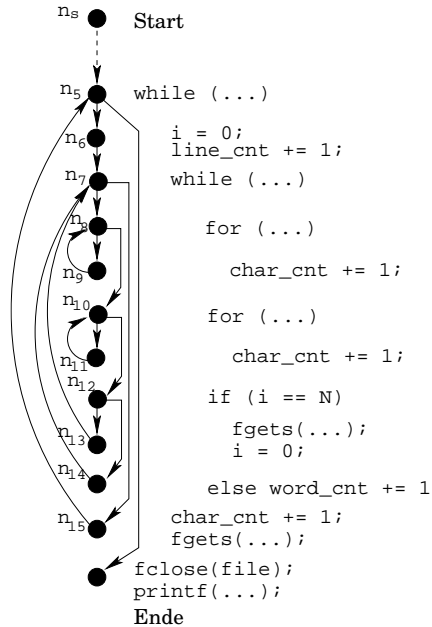 n_s Start
n_5 while (...)
n_6 i = 0;
line_cnt += 1;
n_7 while (...)
n_8 for (...)
n_9 char_cnt += 1;
n_10 for (...)
n_11 char_cnt += 1;
n_12 if (i == N)
n_13 fgets(...);
i = 0;
n_14 else word_cnt += 1
n_15 char_cnt += 1;
fgets(...);
fclose(file);
printf(...);
Ende